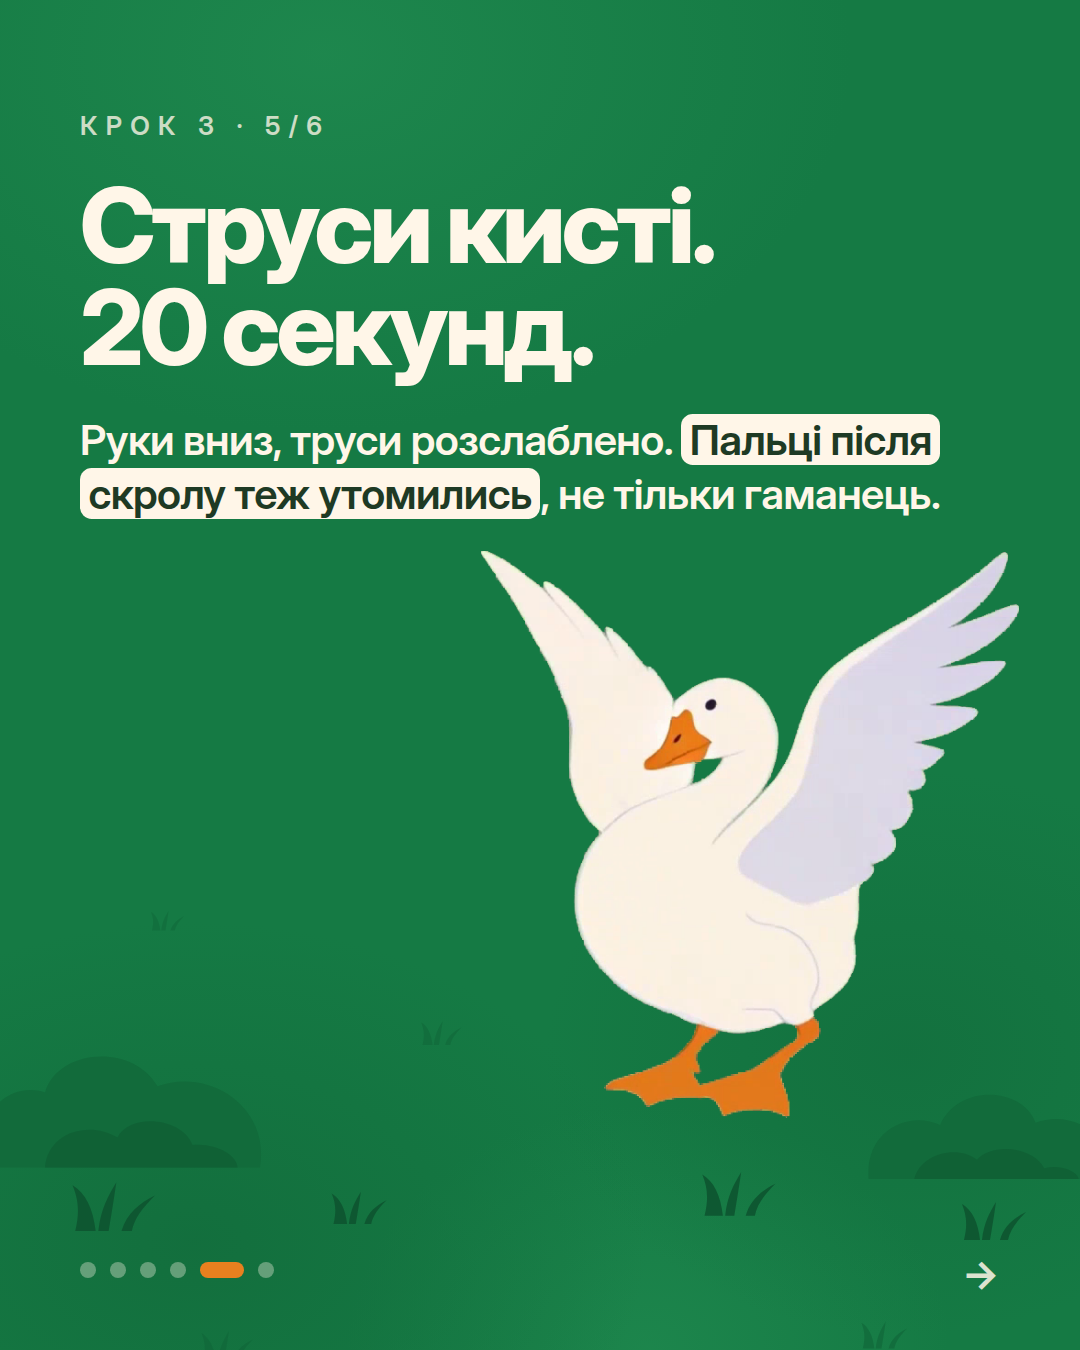 КРОК 3 · 5/6
Струси кисті.
20 секунд.
Руки вниз, труси розслаблено. Пальці після
скролу теж утомились, не тільки гаманець.
→